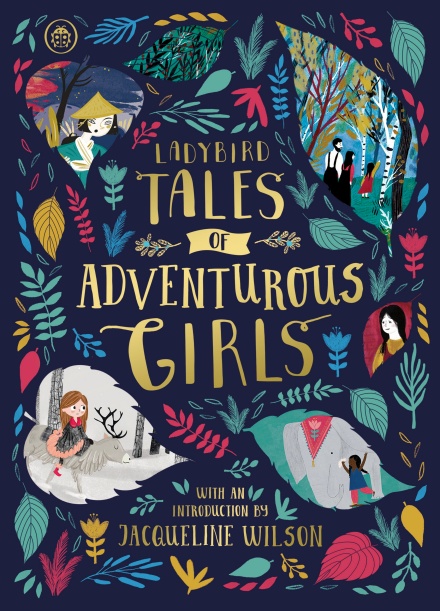 LADYBIRD
TALES
OF
ADVENTUROUS
GIRLS
WITH AN
INTRODUCTION BY
JACQUELINE WILSON